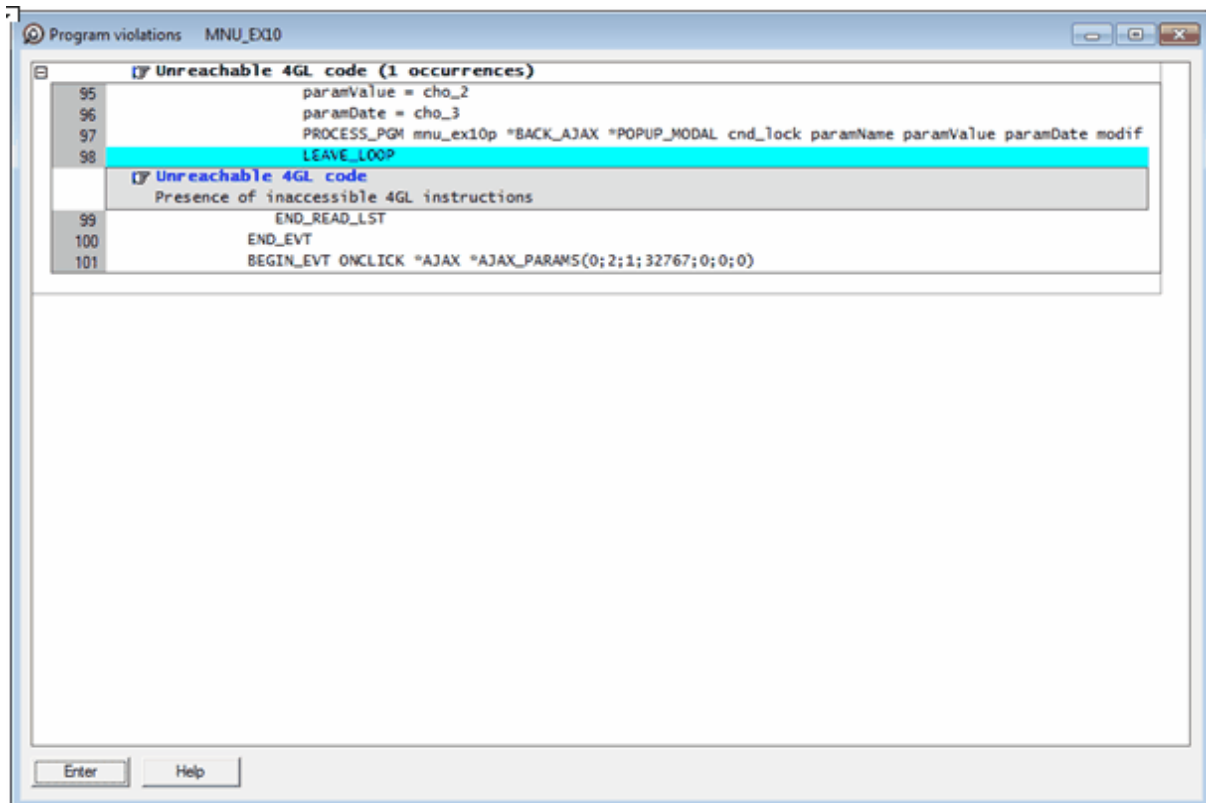 Program violations MNU_EX10
Unreachable 4GL code (1 occurrences)
95 paramValue = cho_2
96 paramDate = cho_3
97 PROCESS_PGM mnu_ex10p *BACK_AJAX *POPUP_MODAL cnd_lock paramName paramValue paramDate modif
98 LEAVE_LOOP
Unreachable 4GL code
Presence of inaccessible 4GL instructions
99 END_READ_LST
100 END_EVT
101 BEGIN_EVT ONCLICK *AJAX *AJAX_PARAMS(0;2;1;32767;0;0;0)
Enter Help